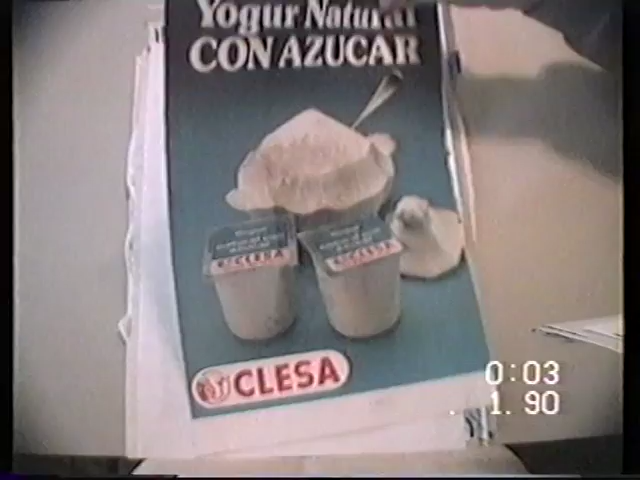 Yogur Natural
CON AZUCAR
CLESA
CLESA
CLESA
0:03
1. 90